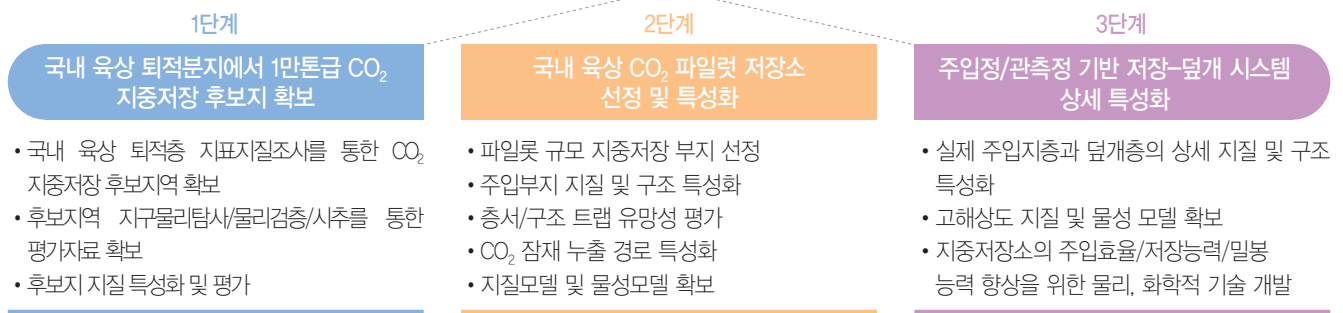 1단계
국내 육상 퇴적분지에서 1만톤급 CO₂
지중저장 후보지 확보
• 국내 육상 퇴적층 지표지질조사를 통한 CO₂
지중저장 후보지역 확보
• 후보지역 지구물리탐사/물리검층/시추를 통한
평가자료 확보
• 후보지 지질 특성화 및 평가
2단계
국내 육상 CO₂ 파일럿 저장소
선정 및 특성화
• 파일롯 규모 지중저장 부지 선정
• 주입부지 지질 및 구조 특성화
• 층서/구조 트랩 유망성 평가
• CO₂ 잠재 누출 경로 특성화
• 지질모델 및 물성모델 확보
3단계
주입정/관측정 기반 저장-덮개 시스템
상세 특성화
• 실제 주입지층과 덮개층의 상세 지질 및 구조
특성화
• 고해상도 지질 및 물성 모델 확보
• 지중저장소의 주입효율/저장능력/밀봉
능력 향상을 위한 물리, 화학적 기술 개발